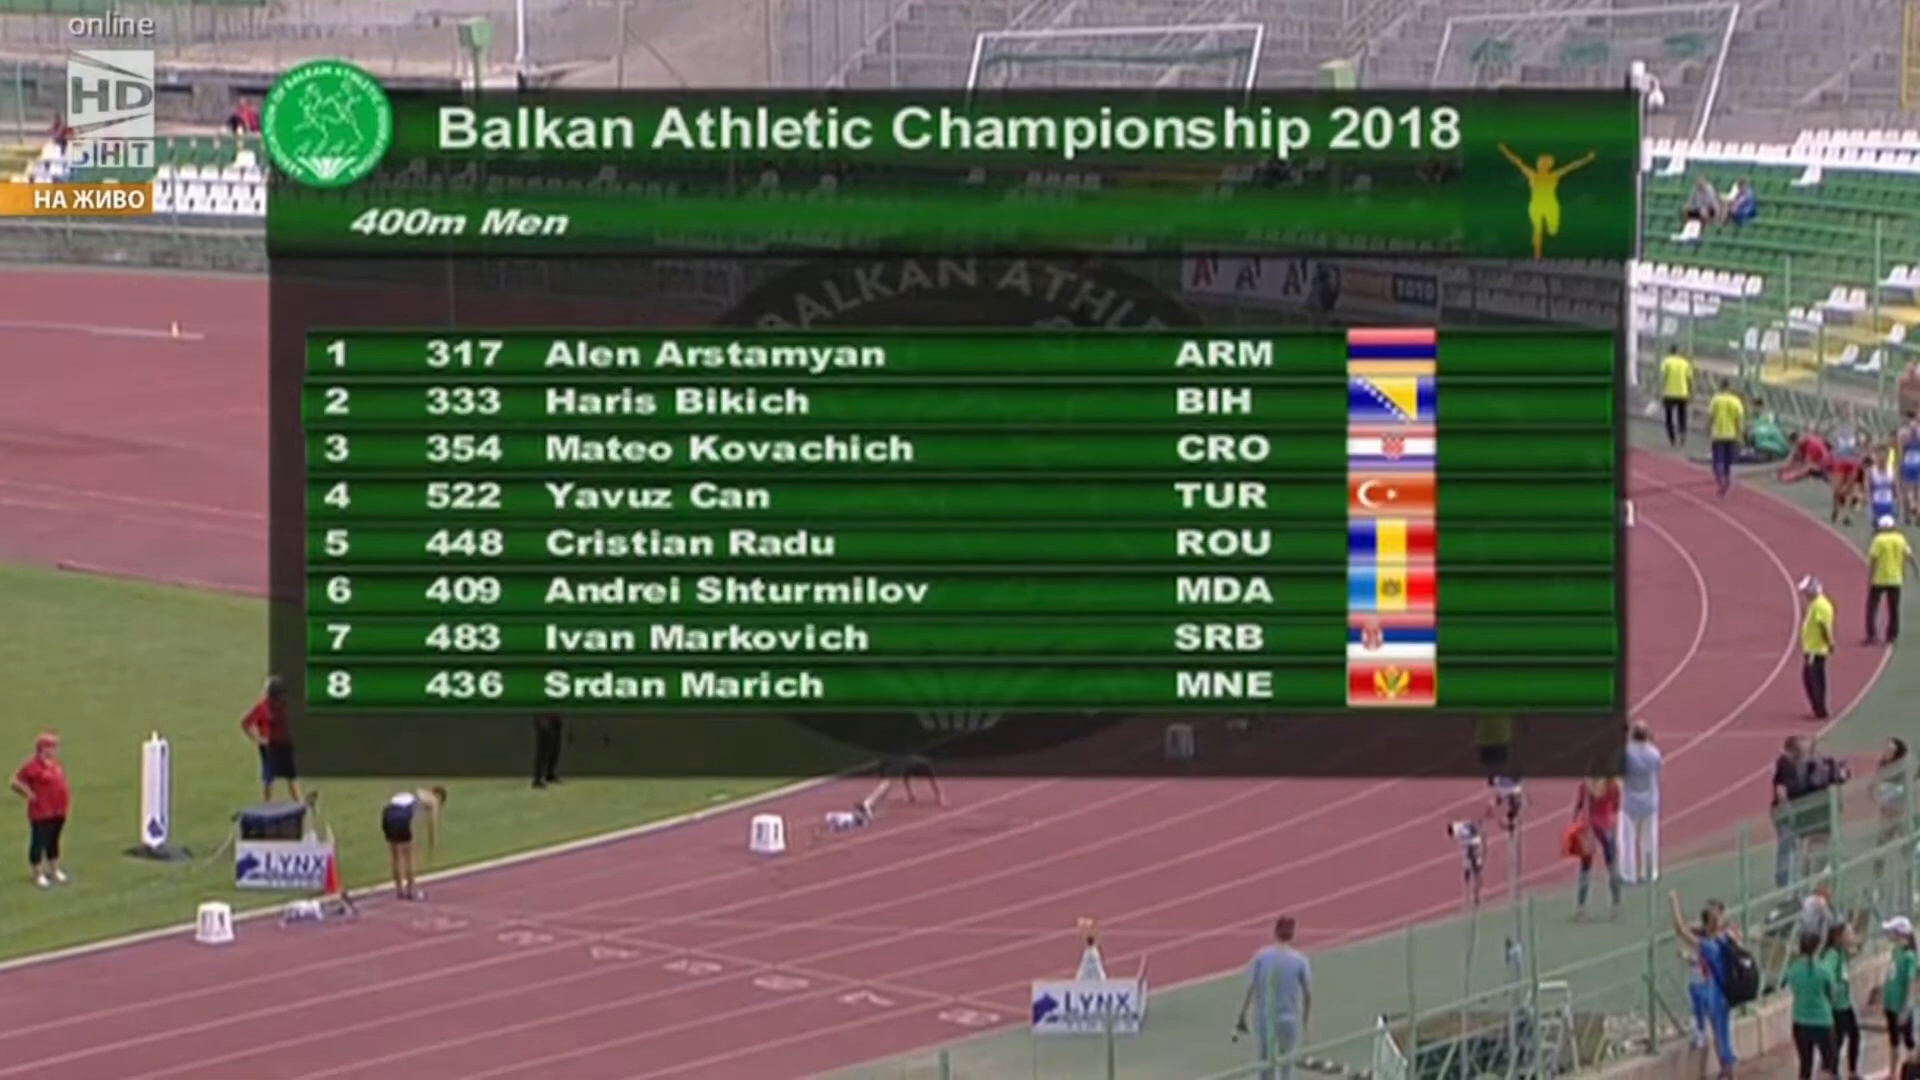 online
HD
БНТ
НА ЖИВО
Balkan Athletic Championship 2018
400m Men
BALKAN ATHLE
1 317 Alen Arstamyan ARM
2 333 Haris Bikich BIH
3 354 Mateo Kovachich CRO
4 522 Yavuz Can TUR
5 448 Cristian Radu ROU
6 409 Andrei Shturmilov MDA
7 483 Ivan Markovich SRB
8 436 Srdan Marich MNE
LYNX
LYNX